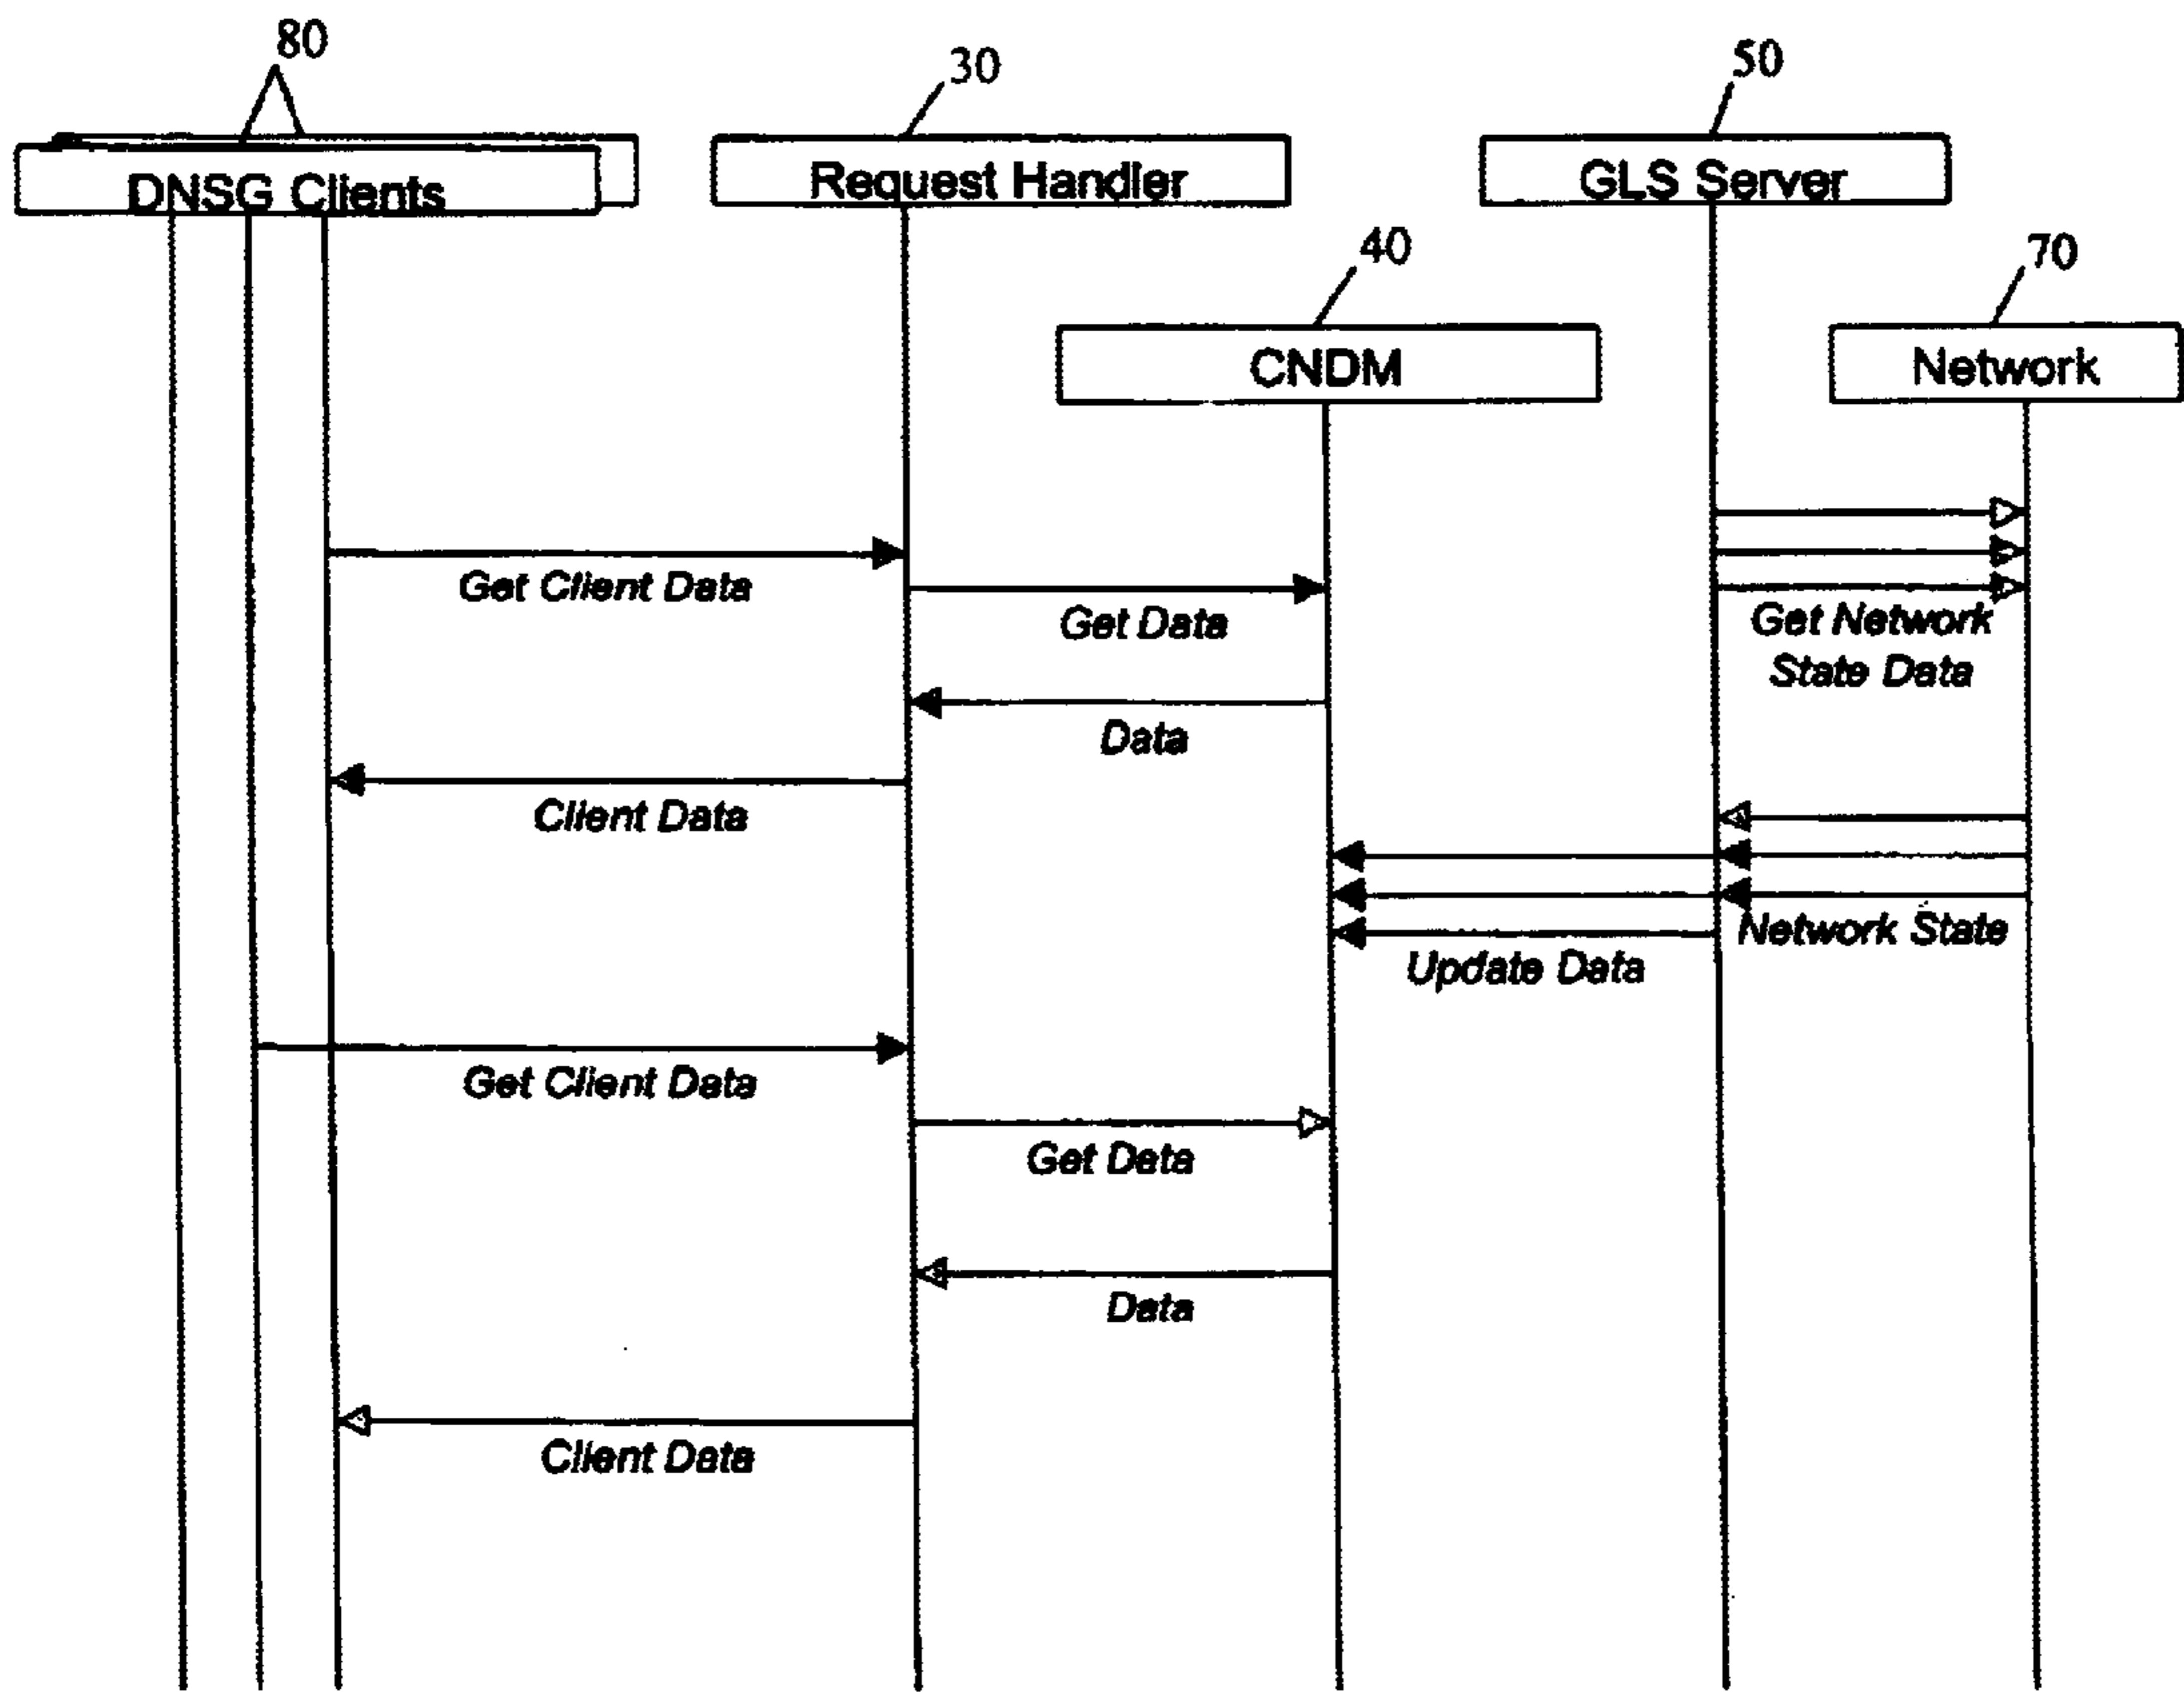 80
30
50
DNSG Clients
Request Handler
GLS Server
40
70
CNDM
Network
Get Client Data
Get Data
Get Network
State Data
Data
Client Data
Network State
Update Data
Get Client Data
Get Data
Data
Client Data